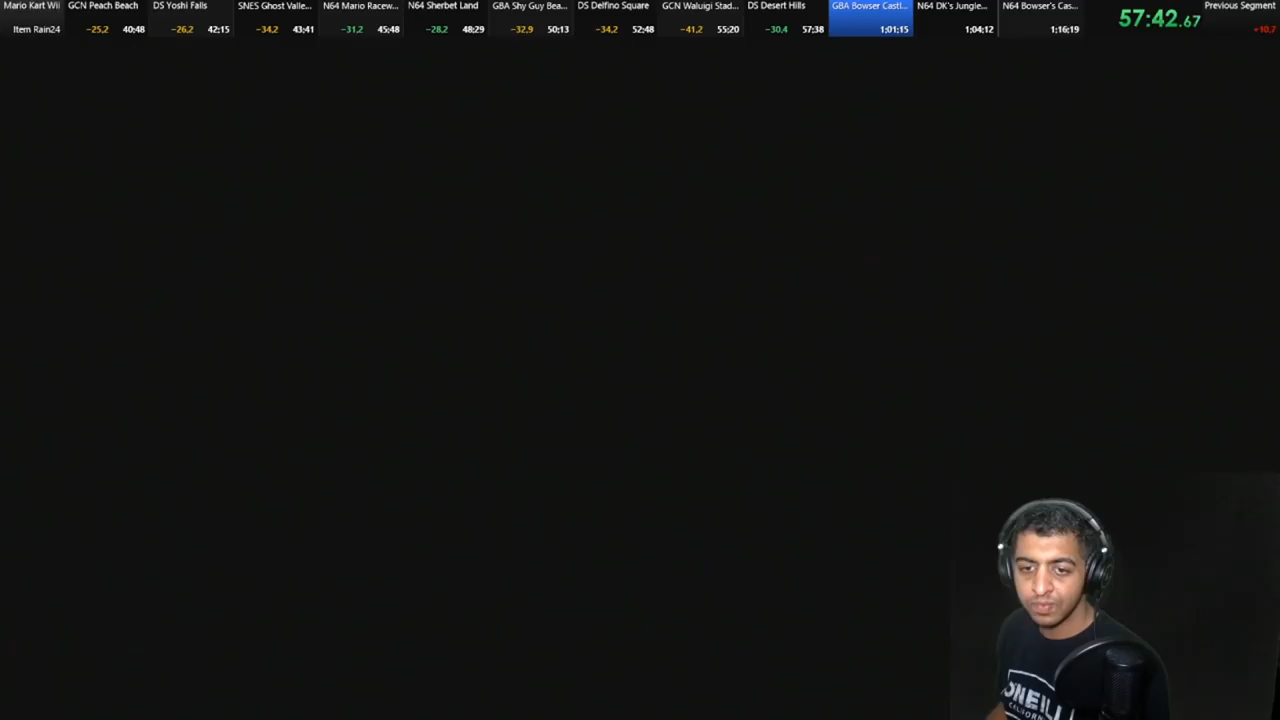 Mario Kart Wii GCN Peach Beach DS Yoshi Falls SNES Ghost Valle... N64 Mario Racew... N64 Sherbet Land GBA Shy Guy Bea... DS Delfino Square GCN Waluigi Stad... DS Desert Hills GBA Bowser Castl... N64 DK's Jungle... N64 Bowser's Cas... 57:42.67 Previous Segment
Item Rain24 −25,2 40:48 −26,2 42:15 −34,2 43:41 −31,2 45:48 −28,2 48:29 −32,9 50:13 −34,2 52:48 −41,2 55:20 −30,4 57:38 1:01:15 1:04:12 1:16:19 +10,7
O'NEILL
CALIFORNIA